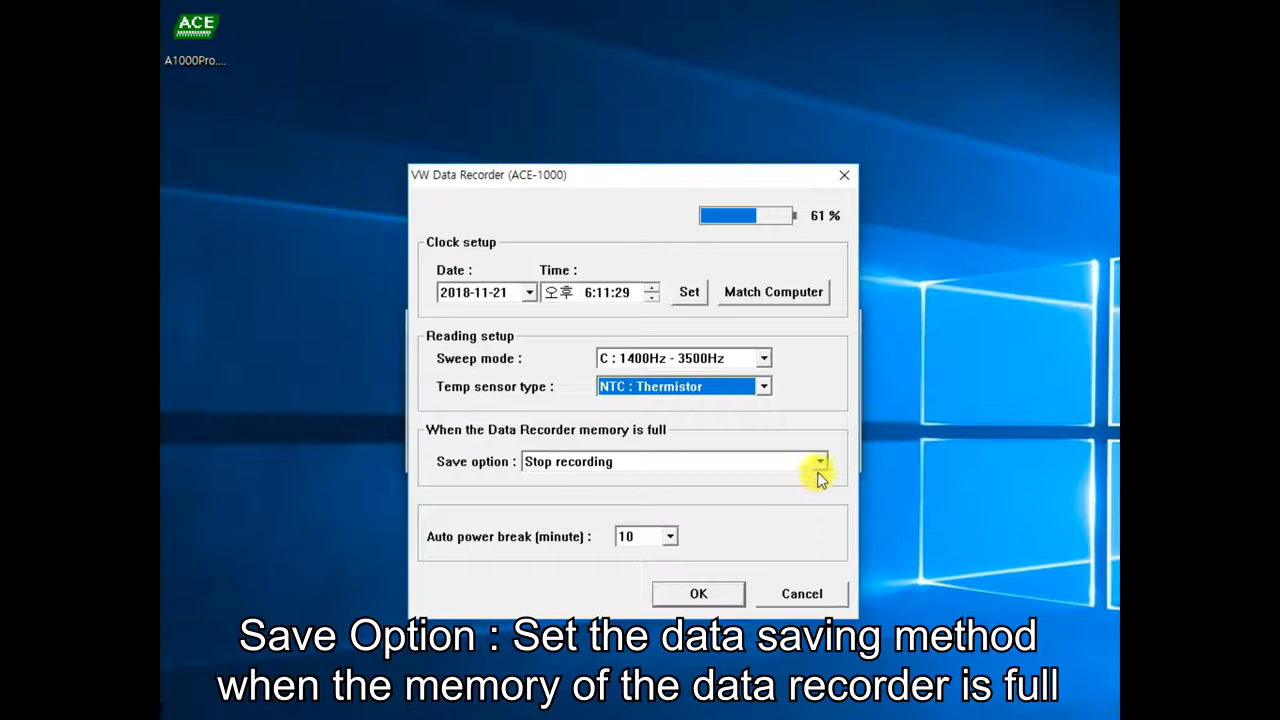 ACE
A1000Pro....
VW Data Recorder (ACE-1000)
61 %
Clock setup
Date : Time :
2018-11-21 오후 6:11:29 Set Match Computer
Reading setup
Sweep mode : C : 1400Hz - 3500Hz
Temp sensor type : NTC : Thermistor
When the Data Recorder memory is full
Save option : Stop recording
Auto power break (minute) : 10
OK Cancel
Save Option : Set the data saving method
when the memory of the data recorder is full